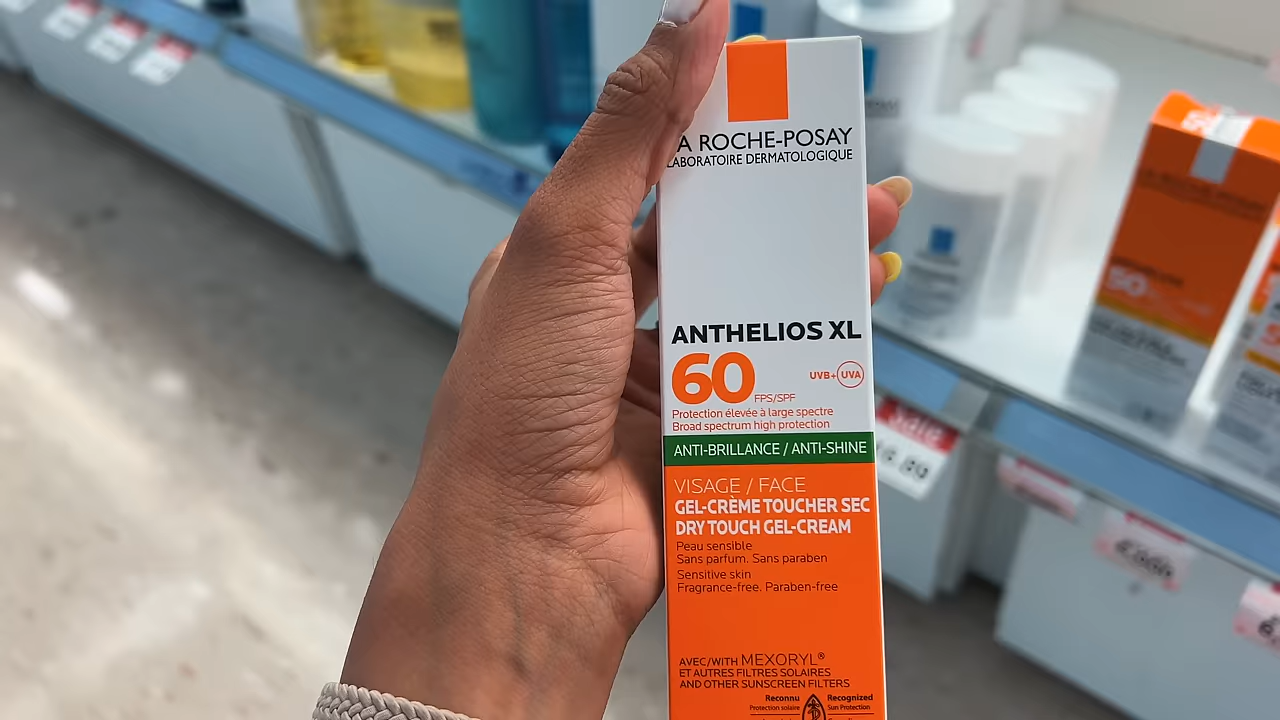 A ROCHE-POSAY
LABORATOIRE DERMATOLOGIQUE
ANTHELIOS XL
60
FPS/SPF
UVB+ UVA
Protection élevée à large spectre
Broad spectrum high protection
ANTI-BRILLANCE / ANTI-SHINE
VISAGE / FACE
GEL-CRÈME TOUCHER SEC
DRY TOUCH GEL-CREAM
Peau sensible
Sans parfum. Sans paraben
Sensitive skin
Fragrance-free. Paraben-free
AVEC/WITH MEXORYL®
ET AUTRES FILTRES SOLAIRES
AND OTHER SUNSCREEN FILTERS
Reconnu Recognized
Protection solaire Sun Protection
50